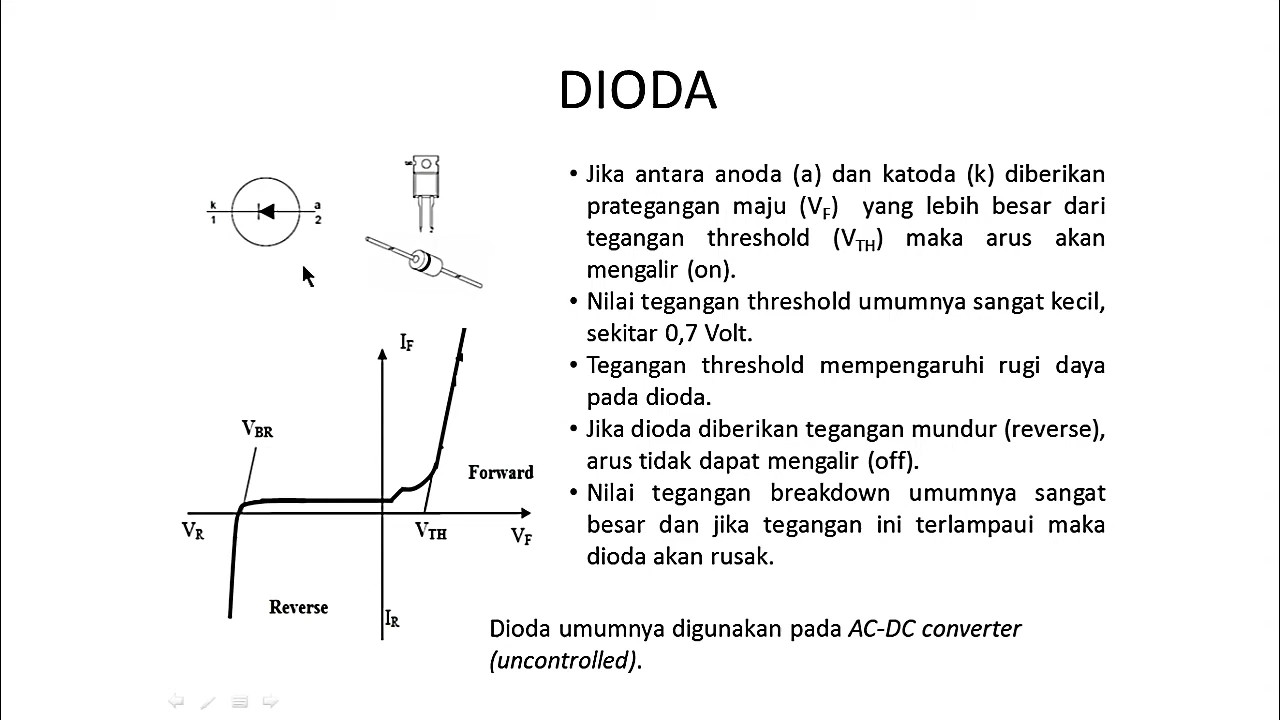 DIODA
k
1
a
2
• Jika antara anoda (a) dan katoda (k) diberikan
prategangan maju (VF) yang lebih besar dari
tegangan threshold (VTH) maka arus akan
mengalir (on).
• Nilai tegangan threshold umumnya sangat kecil,
sekitar 0,7 Volt.
• Tegangan threshold mempengaruhi rugi daya
pada dioda.
• Jika dioda diberikan tegangan mundur (reverse),
arus tidak dapat mengalir (off).
• Nilai tegangan breakdown umumnya sangat
besar dan jika tegangan ini terlampaui maka
dioda akan rusak.
IF
VBR
Forward
VR
VTH
VF
Reverse
IR
Dioda umumnya digunakan pada AC-DC converter
(uncontrolled).